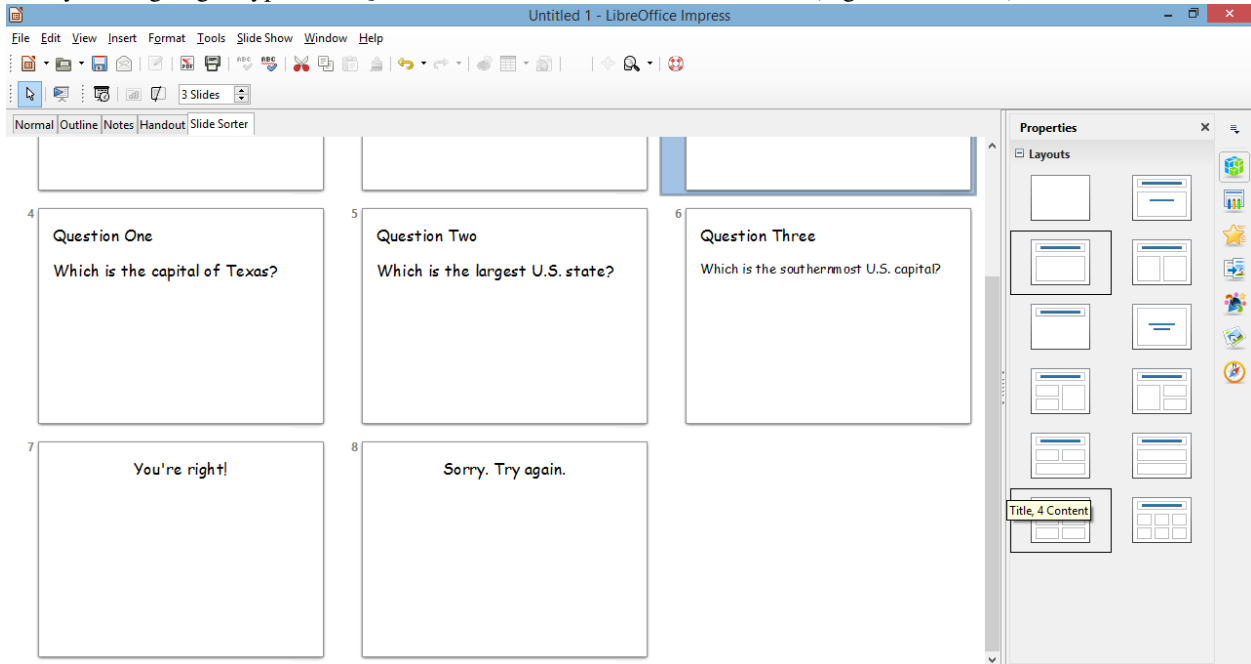 Untitled 1 - LibreOffice Impress
File Edit View Insert Format Tools Slide Show Window Help
3 Slides
Normal Outline Notes Handout Slide Sorter
Properties
Layouts
4
Question One
Which is the capital of Texas?
5
Question Two
Which is the largest U.S. state?
6
Question Three
Which is the southernmost U.S. capital?
7
You're right!
8
Sorry. Try again.
Title, 4 Content